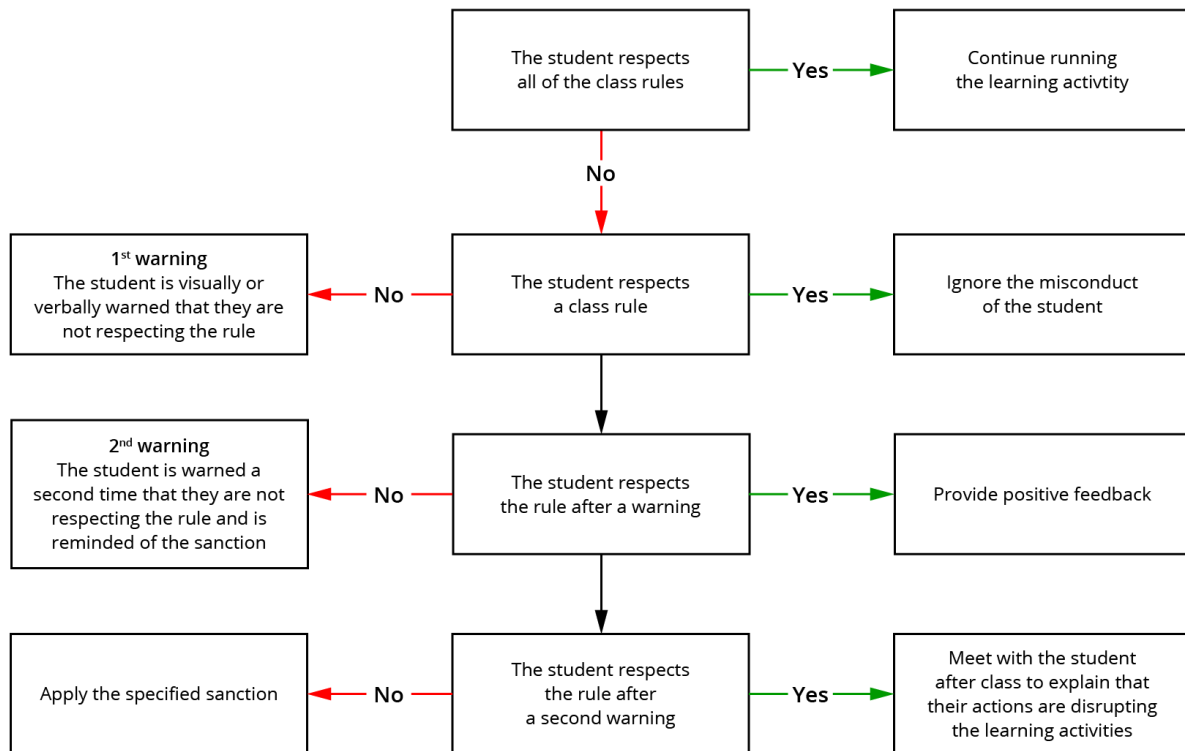 The student respects
all of the class rules
Yes
Continue running
the learning activtity
No
1st warning
The student is visually or
verbally warned that they are
not respecting the rule
No
The student respects
a class rule
Yes
Ignore the misconduct
of the student
2nd warning
The student is warned a
second time that they are not
respecting the rule and is
reminded of the sanction
No
The student respects
the rule after a warning
Yes
Provide positive feedback
Apply the specified sanction
No
The student respects
the rule after
a second warning
Yes
Meet with the student
after class to explain that
their actions are disrupting
the learning activities